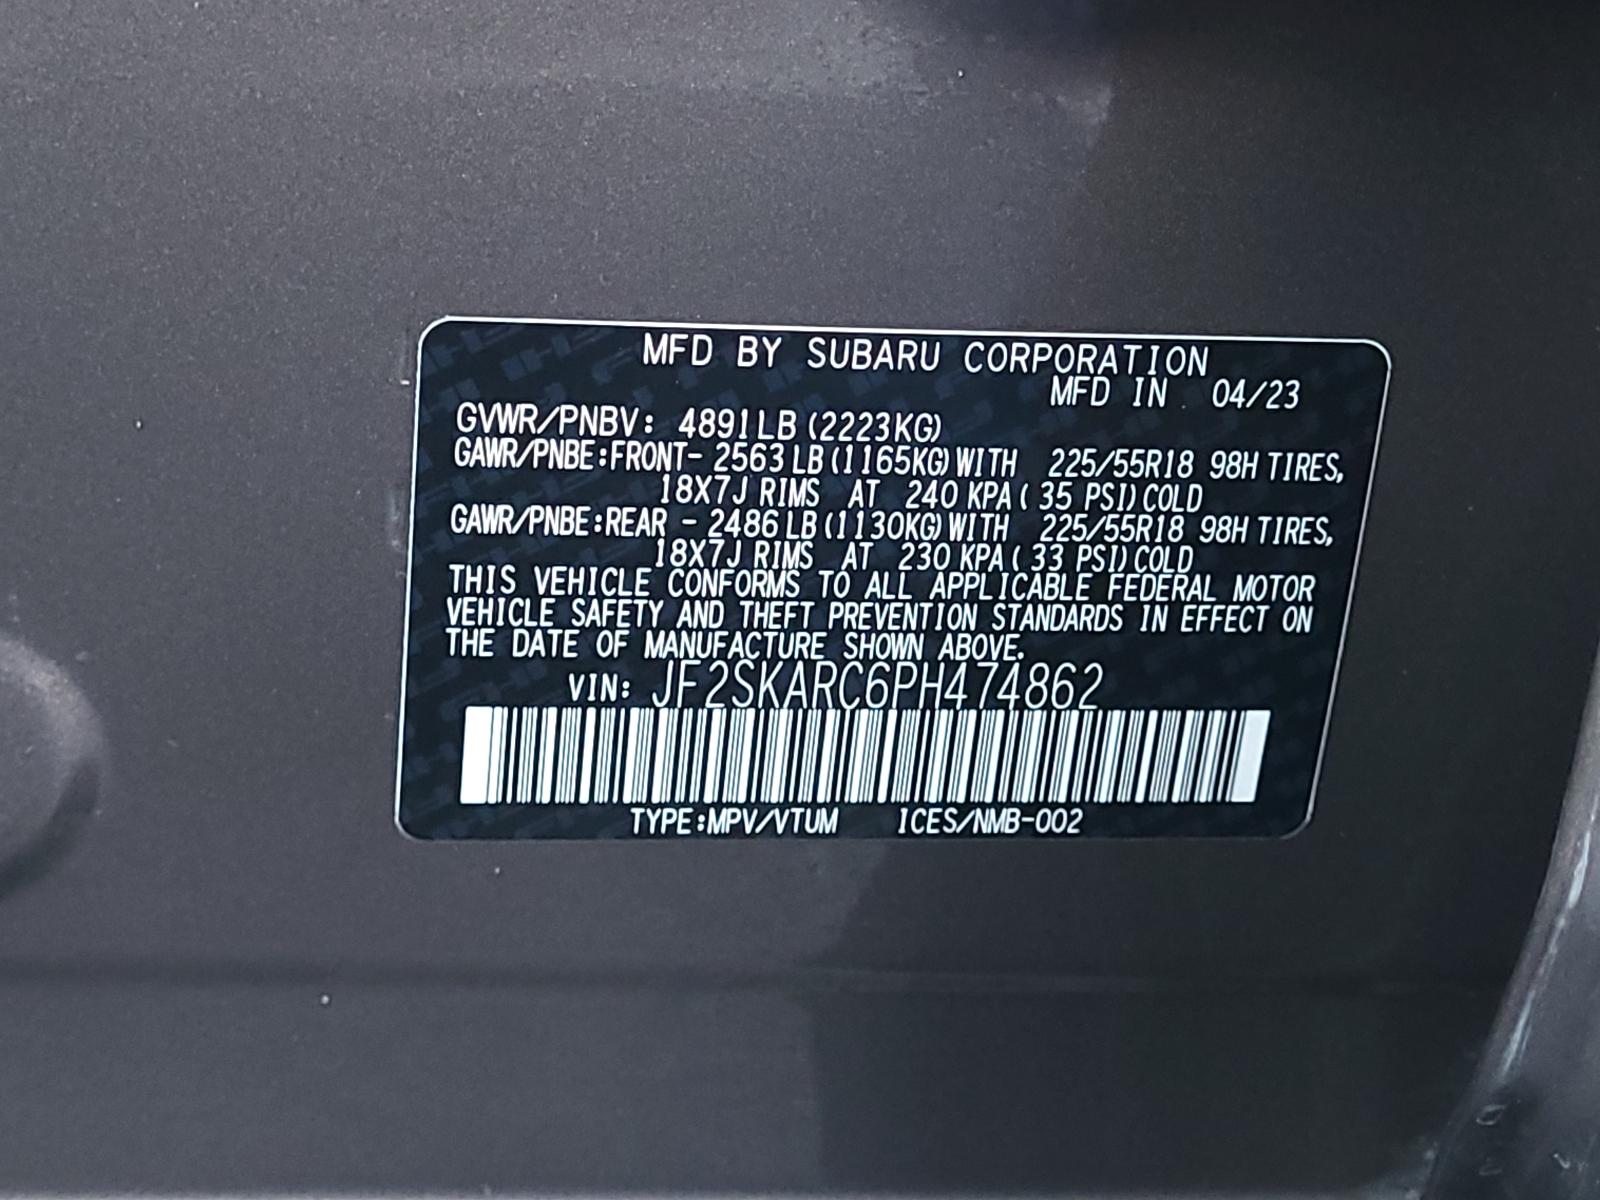 MFD BY SUBARU CORPORATION
MFD IN 04/23
GVWR/PNBV: 4891LB (2223KG)
GAWR/PNBE:FRONT- 2563 LB (1165KG) WITH 225/55R18 98H TIRES,
18X7J RIMS AT 240 KPA ( 35 PSI) COLD
GAWR/PNBE:REAR - 2486 LB (1130KG) WITH 225/55R18 98H TIRES,
18X7J RIMS AT 230 KPA ( 33 PSI) COLD
THIS VEHICLE CONFORMS TO ALL APPLICABLE FEDERAL MOTOR
VEHICLE SAFETY AND THEFT PREVENTION STANDARDS IN EFFECT ON
THE DATE OF MANUFACTURE SHOWN ABOVE.
VIN: JF2SKARC6PH474862
TYPE:MPV/VTUM ICES/NMB-002